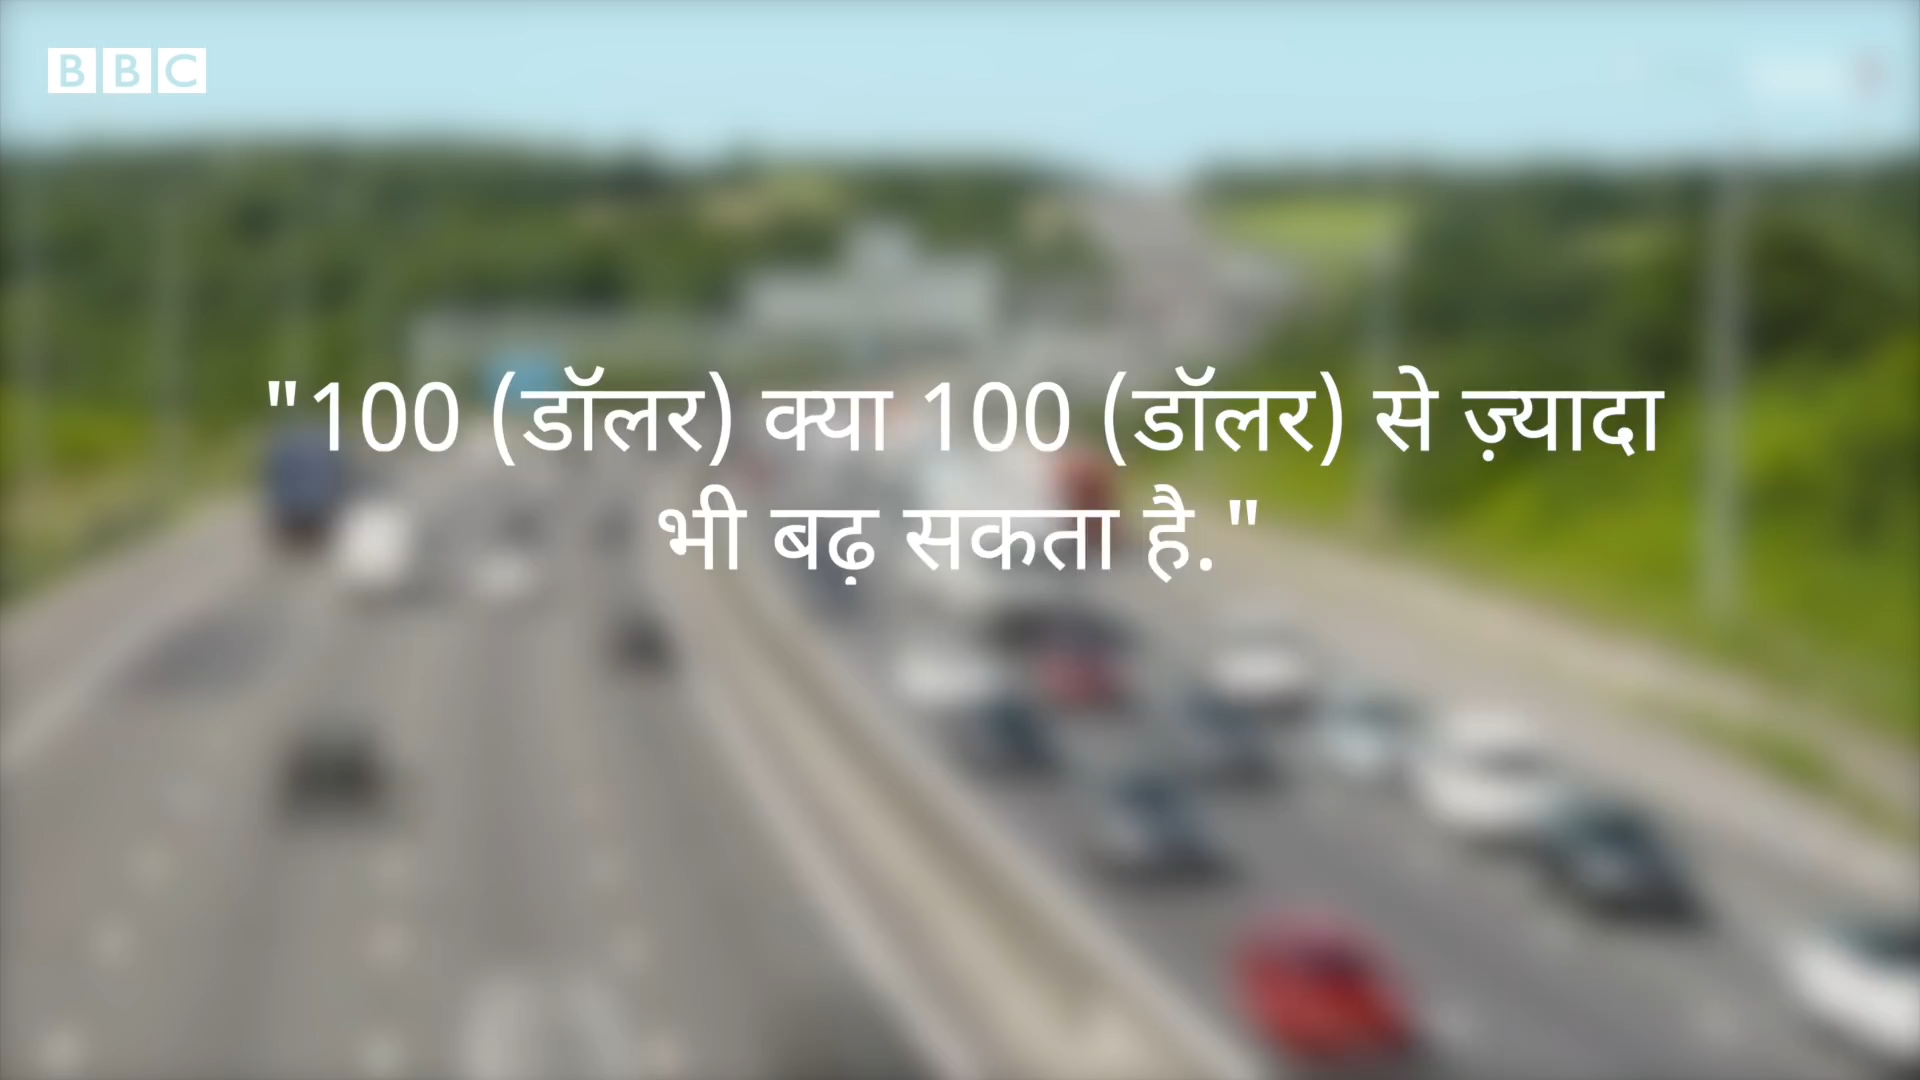 BBC
"100 (डॉलर) क्या 100 (डॉलर) से ज़्यादा
भी बढ़ सकता है."